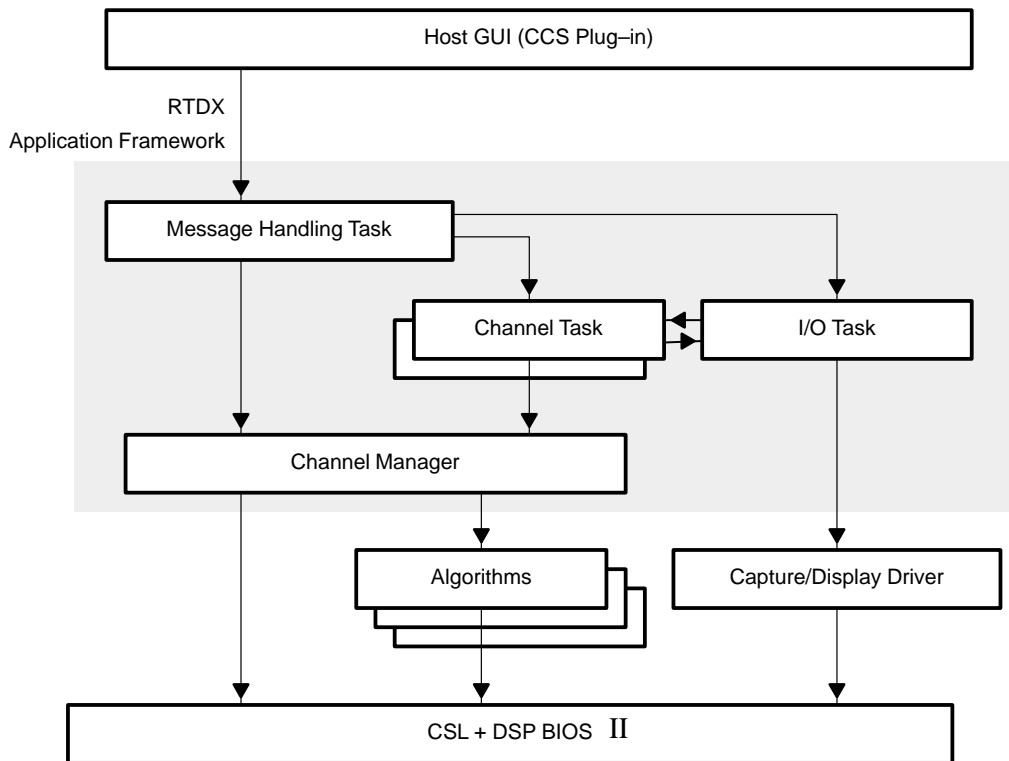 Host GUI (CCS Plug–in)
RTDX
Application Framework
Message Handling Task
Channel Task
I/O Task
Channel Manager
Algorithms
Capture/Display Driver
CSL + DSP BIOS II